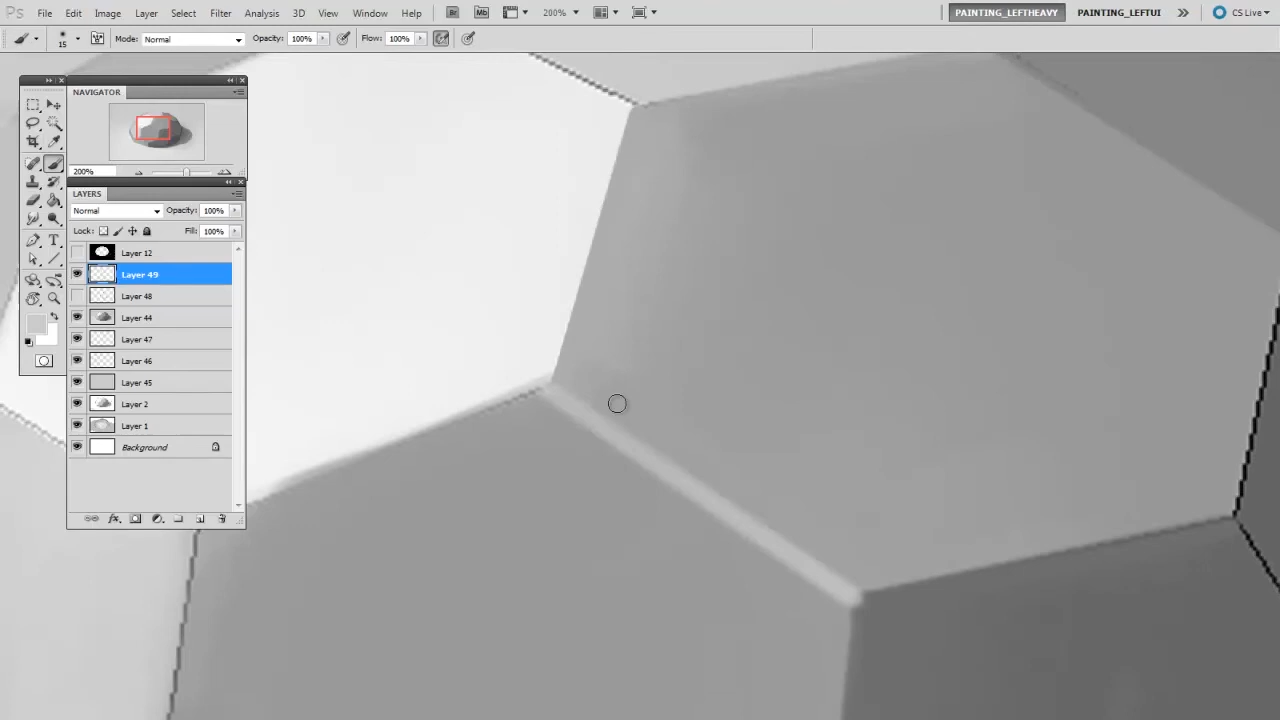 Ps File Edit Image Layer Select Filter Analysis 3D View Window Help Br Mb 200% PAINTING_LEFTHEAVY PAINTING_LEFTUI CS Live
15 Mode: Normal Opacity: 100% Flow: 100%
NAVIGATOR
200%
LAYERS
Normal Opacity: 100%
Lock: Fill: 100%
Layer 12
Layer 49
Layer 48
Layer 44
Layer 47
Layer 46
Layer 45
Layer 2
Layer 1
Background